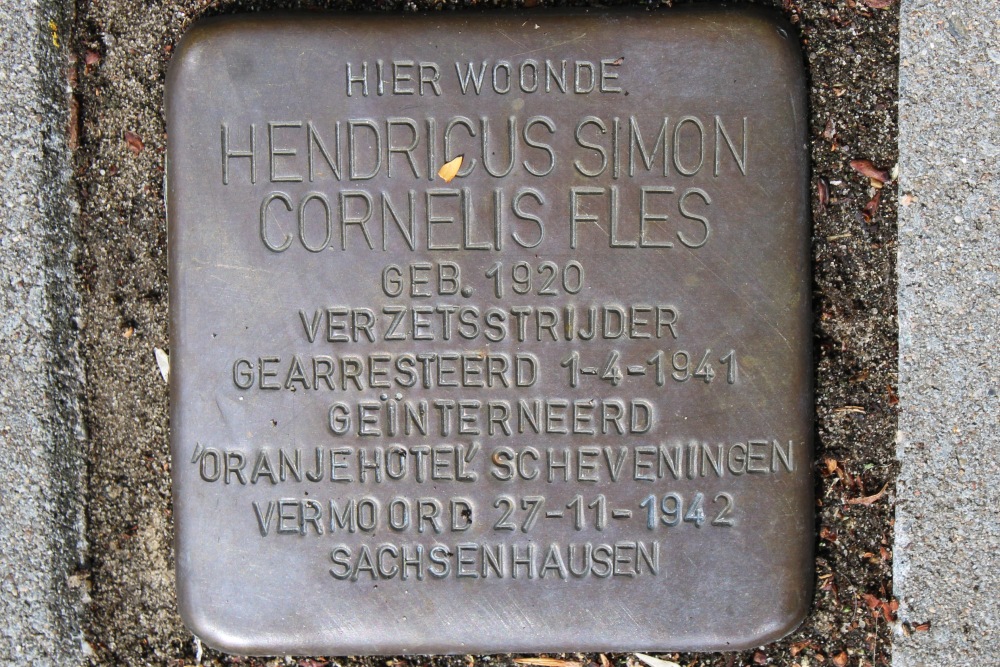 HIER WOONDE
HENDRICUS SIMON
CORNELIS FLES
GEB. 1920
VERZETSSTRIJDER
GEARRESTEERD 1-4-1941
GEÏNTERNEERD
'ORANJEHOTEL' SCHEVENINGEN
VERMOORD 27-11-1942
SACHSENHAUSEN